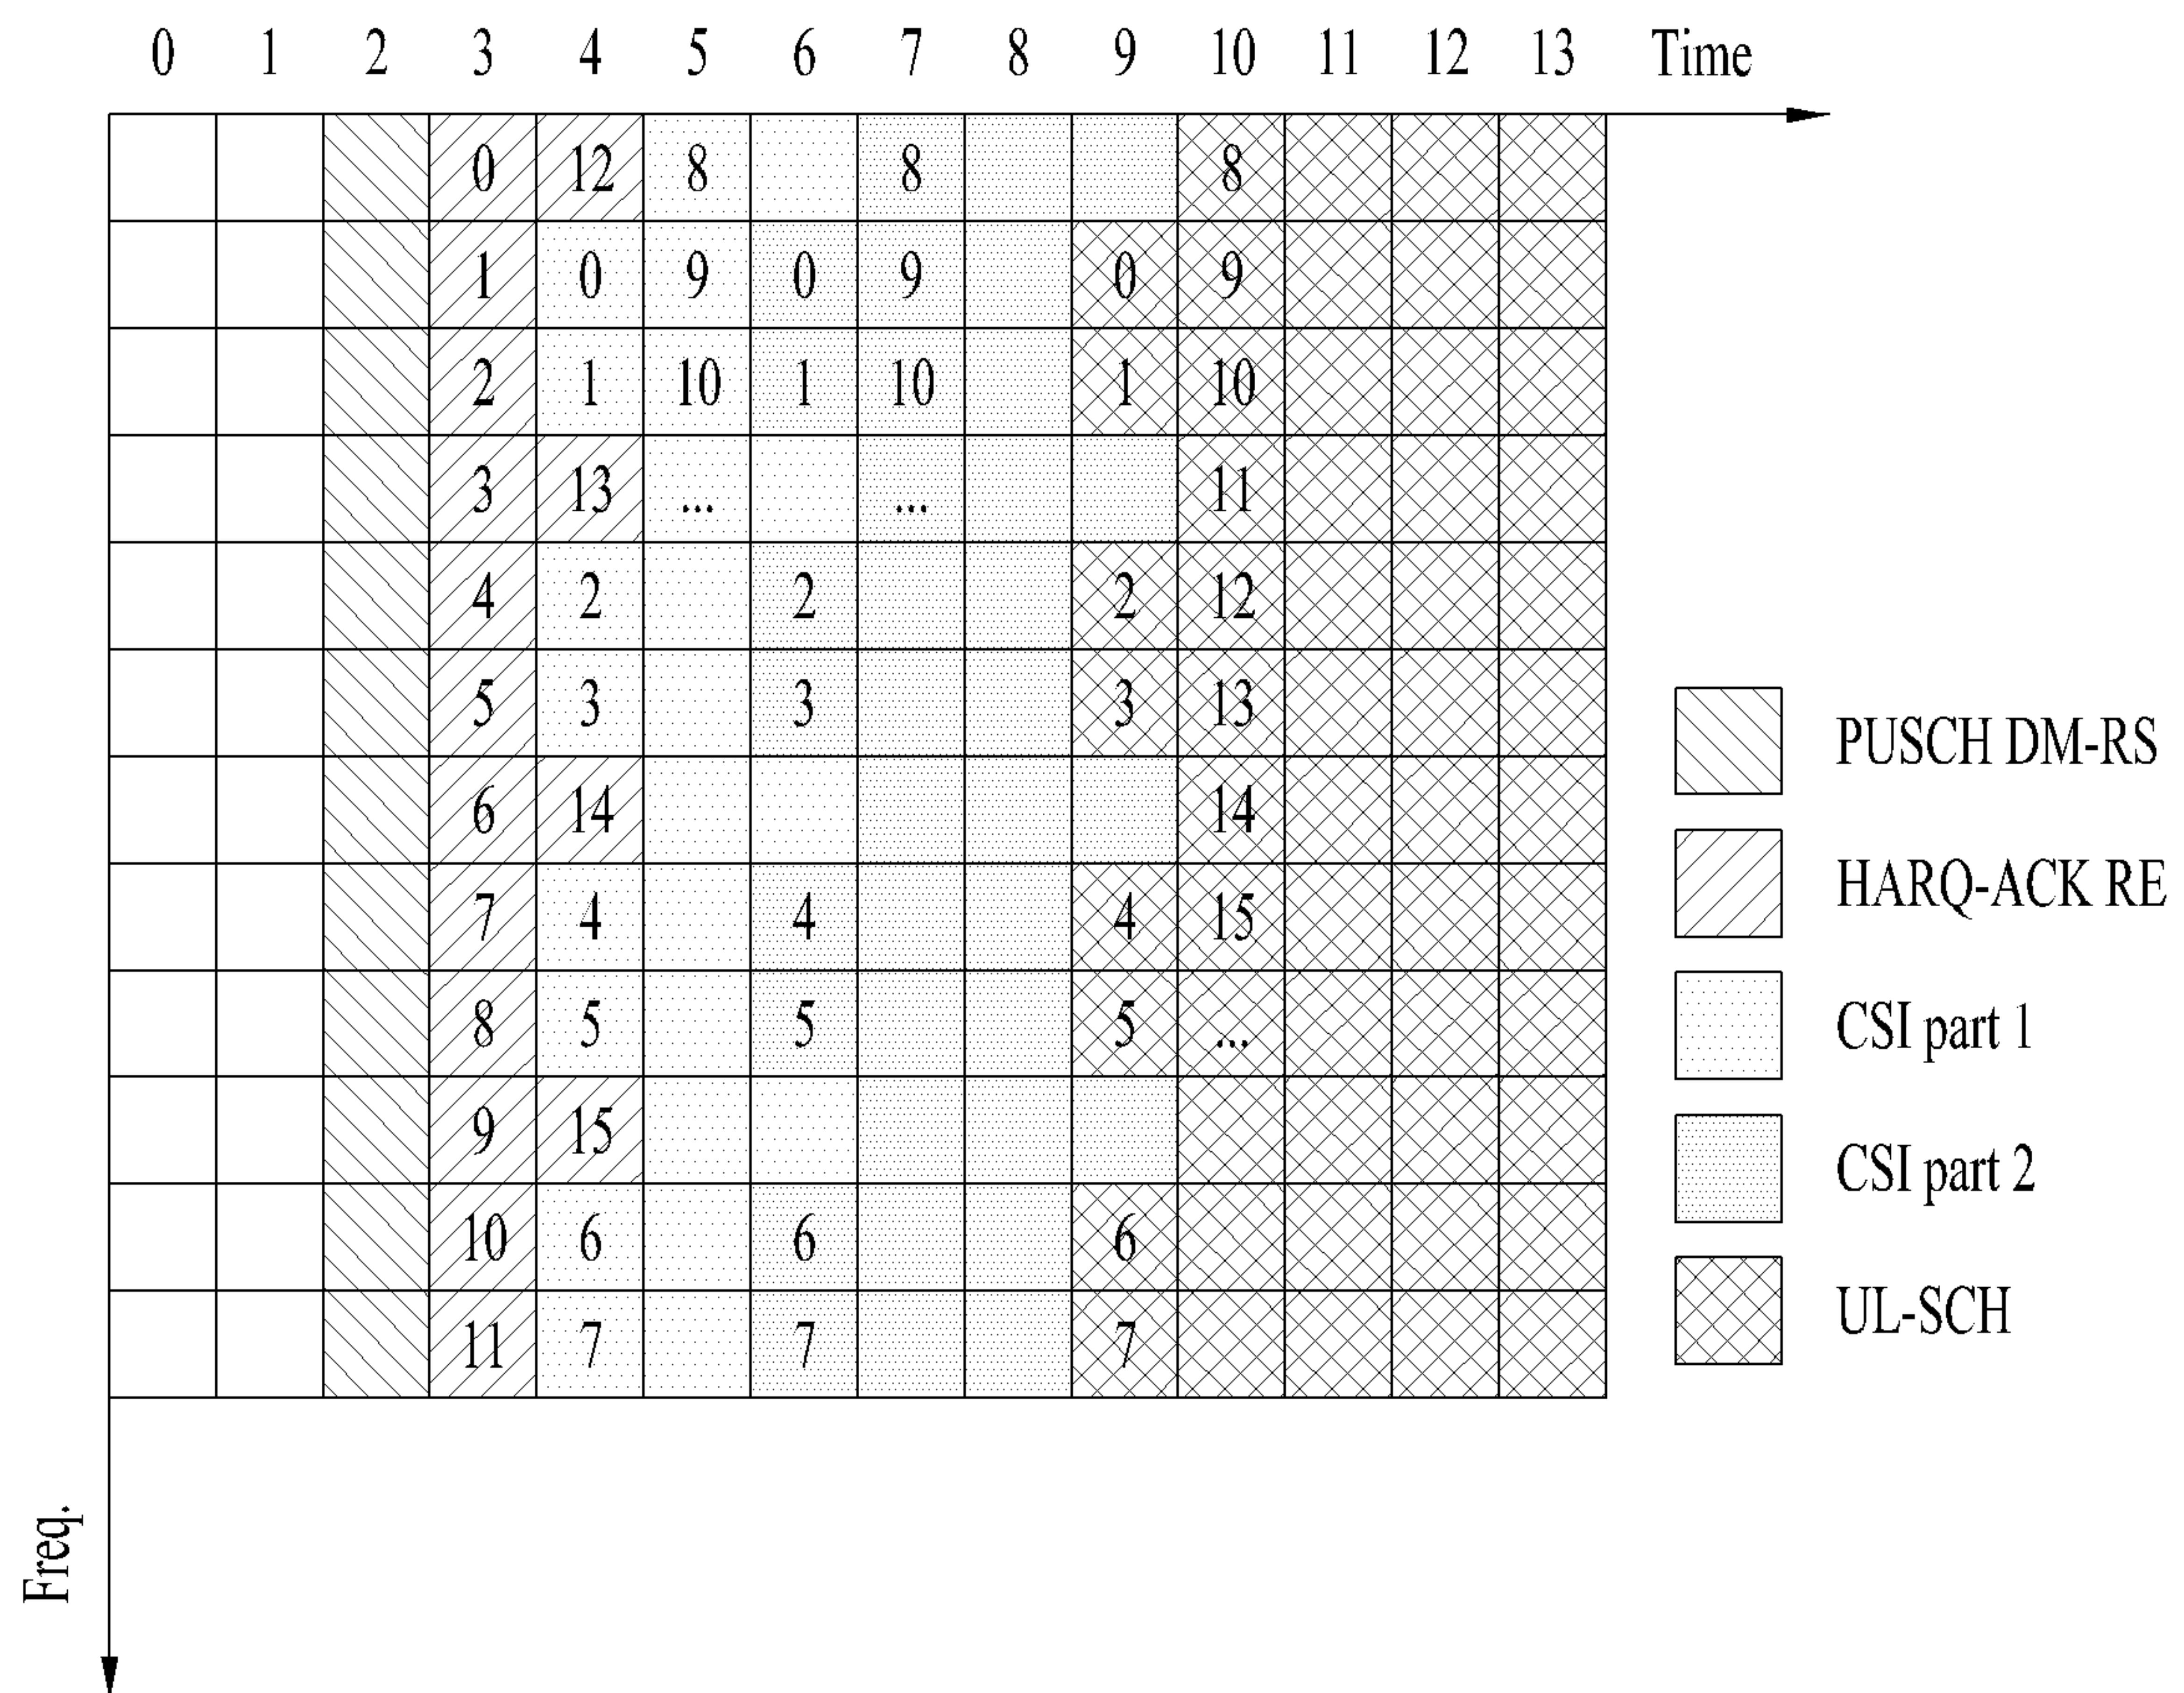 0 1 2 3 4 5 6 7 8 9 10 11 12 13 Time
0 12 8 8 8
1 0 9 0 9 0 9
2 1 10 1 10 1 10
3 13 ... ... 11
4 2 2 2 12
5 3 3 3 13
6 14 14
7 4 4 4 15
8 5 5 5 ...
9 15
10 6 6 6
11 7 7 7
PUSCH DM-RS
HARQ-ACK RE
CSI part 1
CSI part 2
UL-SCH
Freq.